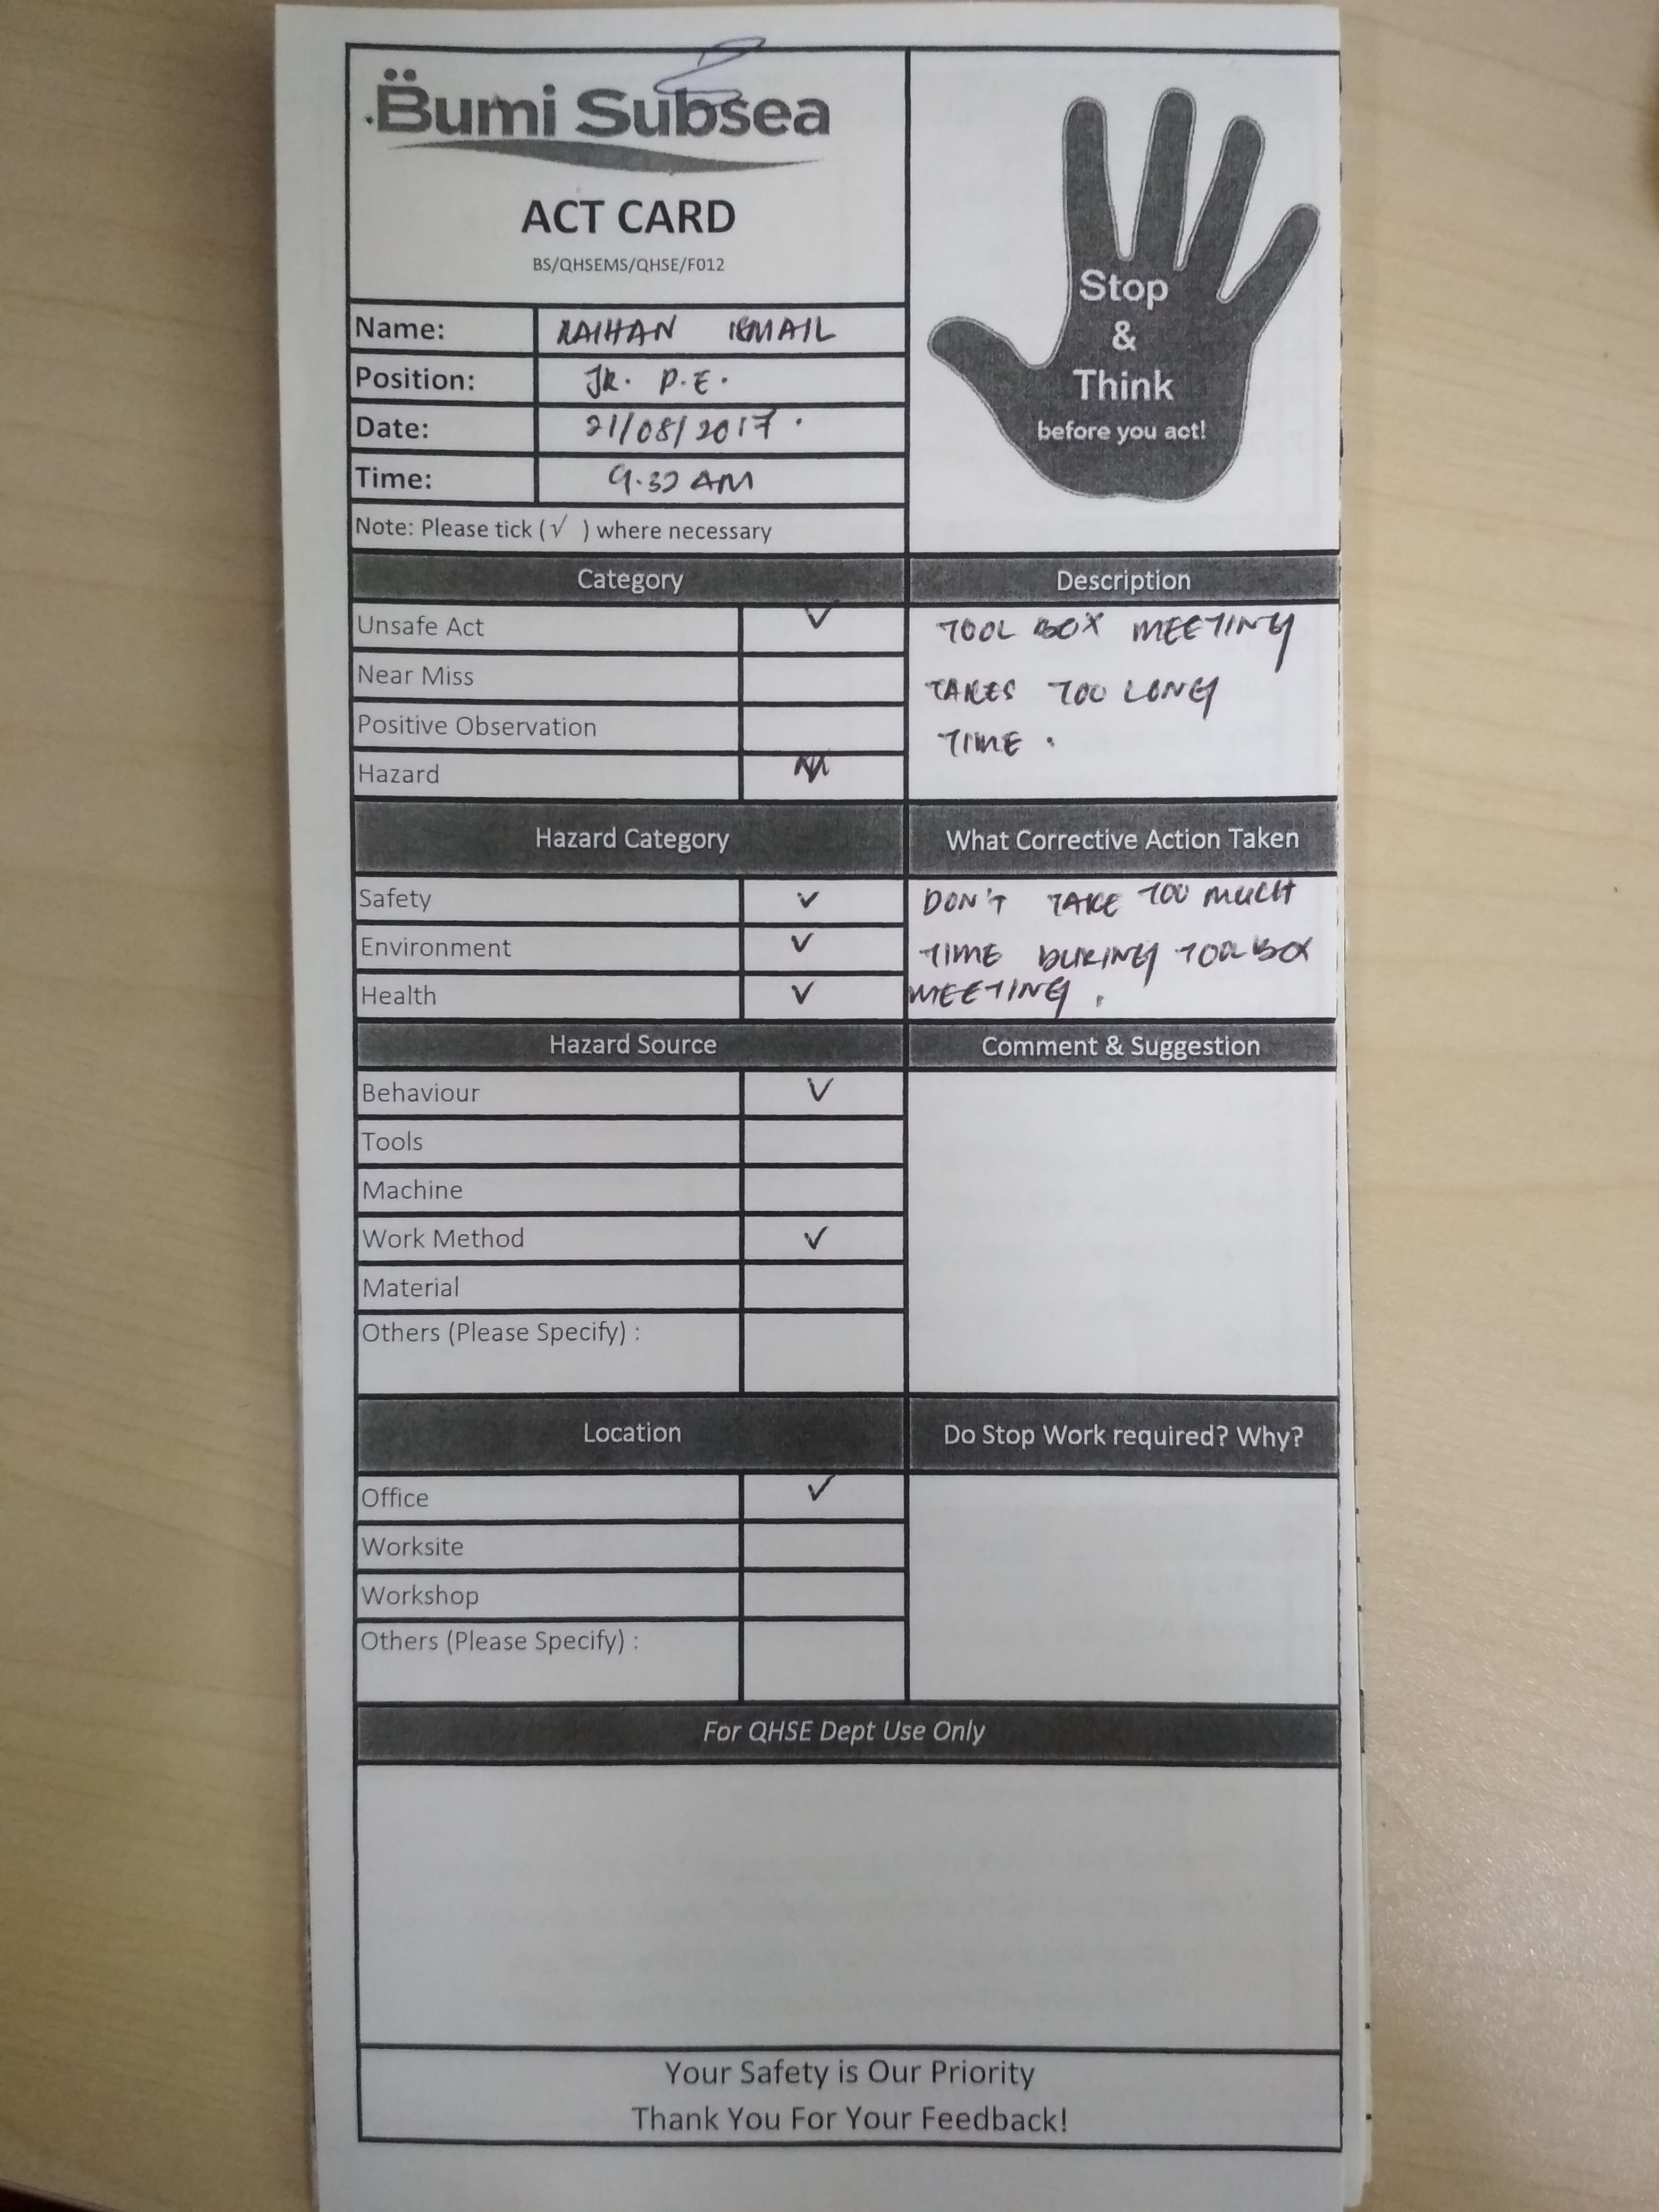 Bumi Subsea
ACT CARD
BS/QHSEMS/QHSE/F012
Stop
&
Think
before you act!
Name: RAIHAN ISMAIL
Position: JR. P.E.
Date: 21/08/2017.
Time: 9.30 AM
Note: Please tick (√ ) where necessary
Category
Unsafe Act ✓
Near Miss
Positive Observation
Hazard
Description
TOOL BOX MEETING
TAKES TOO LONG
TIME.
Hazard Category
Safety ✓
Environment ✓
Health ✓
What Corrective Action Taken
DON'T TAKE TOO MUCH
TIME DURING TOOLBOX
MEETING.
Hazard Source
Behaviour ✓
Tools
Machine
Work Method ✓
Material
Others (Please Specify) :
Comment & Suggestion
Location
Office ✓
Worksite
Workshop
Others (Please Specify) :
Do Stop Work required? Why?
For QHSE Dept Use Only
Your Safety is Our Priority
Thank You For Your Feedback!